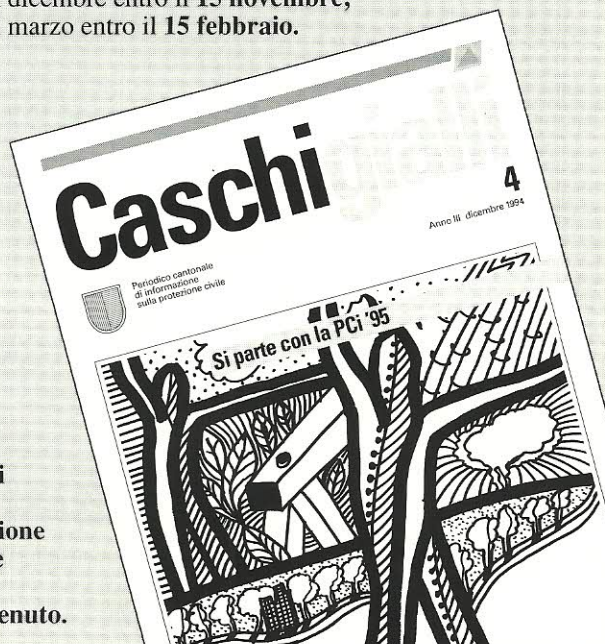 dicembre entro il 15 novembre;
marzo entro il 15 febbraio.
Caschi gialli
4
Anno III dicembre 1994
Periodico cantonale
di informazione
sulla protezione civile
Si parte con la PCi '95
i
ione
e
enuto.